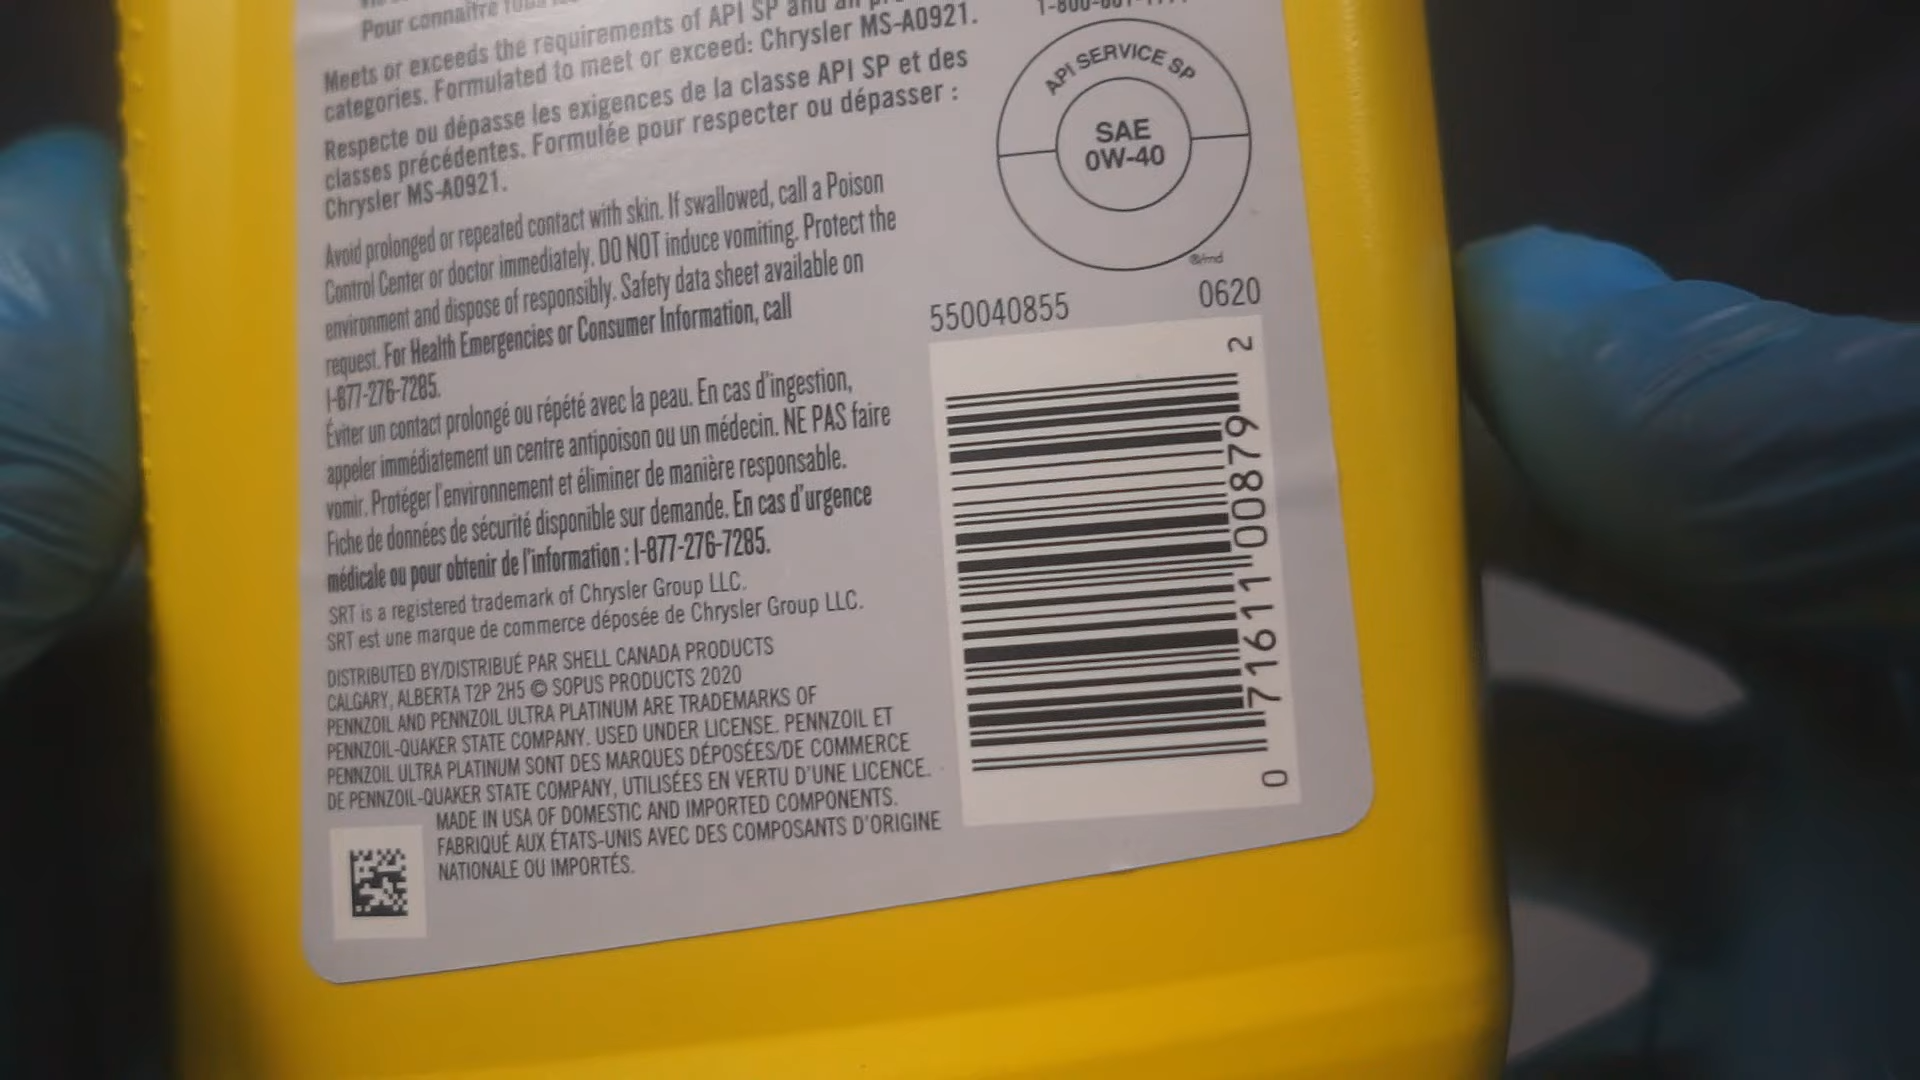 Pour connaître
Meets or exceeds the requirements of API SP and all
categories. Formulated to meet or exceed: Chrysler MS-A0921.
Respecte ou dépasse les exigences de la classe API SP et des
classes précédentes. Formulée pour respecter ou dépasser :
Chrysler MS-A0921.
Avoid prolonged or repeated contact with skin. If swallowed, call a Poison
Control Center or doctor immediately. DO NOT induce vomiting. Protect the
environment and dispose of responsibly. Safety data sheet available on
request. For Health Emergencies or Consumer Information, call
1-877-276-7285.
Éviter un contact prolongé ou répété avec la peau. En cas d'ingestion,
appeler immédiatement un centre antipoison ou un médecin. NE PAS faire
vomir. Protéger l'environnement et éliminer de manière responsable.
Fiche de données de sécurité disponible sur demande. En cas d'urgence
médicale ou pour obtenir de l'information : 1-877-276-7285.
SRT is a registered trademark of Chrysler Group LLC.
SRT est une marque de commerce déposée de Chrysler Group LLC.
DISTRIBUTED BY/DISTRIBUÉ PAR SHELL CANADA PRODUCTS
CALGARY, ALBERTA T2P 2H5 © SOPUS PRODUCTS 2020
PENNZOIL AND PENNZOIL ULTRA PLATINUM ARE TRADEMARKS OF
PENNZOIL-QUAKER STATE COMPANY. USED UNDER LICENSE. PENNZOIL ET
PENNZOIL ULTRA PLATINUM SONT DES MARQUES DÉPOSÉES/DE COMMERCE
DE PENNZOIL-QUAKER STATE COMPANY, UTILISÉES EN VERTU D'UNE LICENCE.
MADE IN USA OF DOMESTIC AND IMPORTED COMPONENTS.
FABRIQUÉ AUX ÉTATS-UNIS AVEC DES COMPOSANTS D'ORIGINE
NATIONALE OU IMPORTÉS.
API SERVICE SP
SAE
0W-40
®/md
550040855 0620
0 71611 00879 2